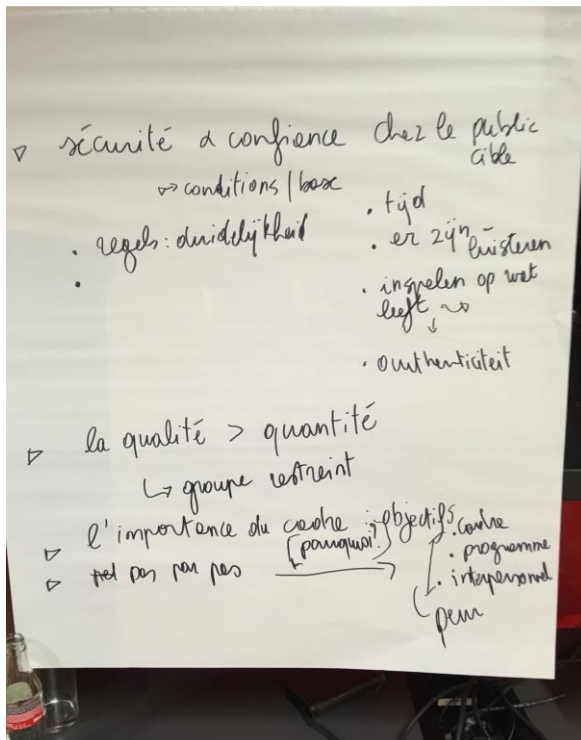 ▷ sécurité & confiance chez le public
cible
↔ conditions / base
• regels: duidelijkheid
•
• tijd
• er zijn luisteren
• inspelen op wat
leeft
• authenticiteit
▷ la qualité > quantité
↳ groupe restreint
▷ l'importance du cadre : objectifs
[pourquoi?]
▷ pas par pas
• cadre
• programme
• interpersonnel
peur